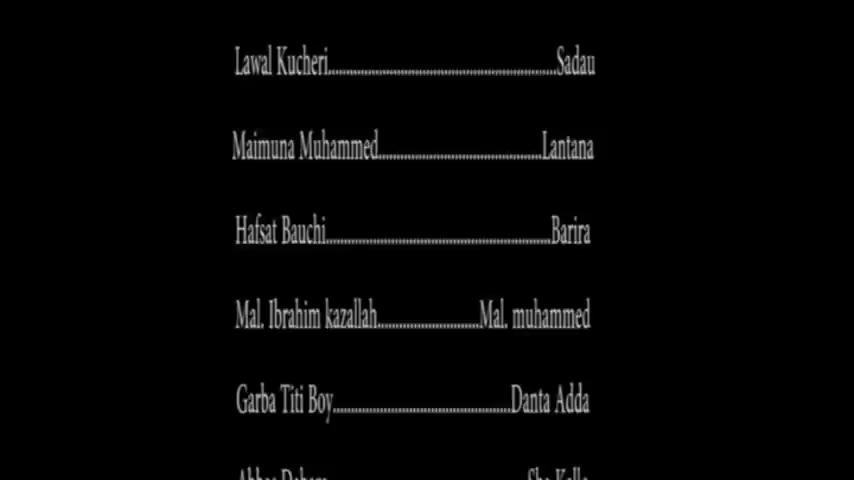 Lawal Kucheri..............................................................Sadau
Maimuna Muhammed.............................................Lantana
Hafsat Bauchi.............................................................Barira
Mal. Ibrahim kazallah............................Mal. muhammed
Garba Titi Boy.................................................Danta Adda